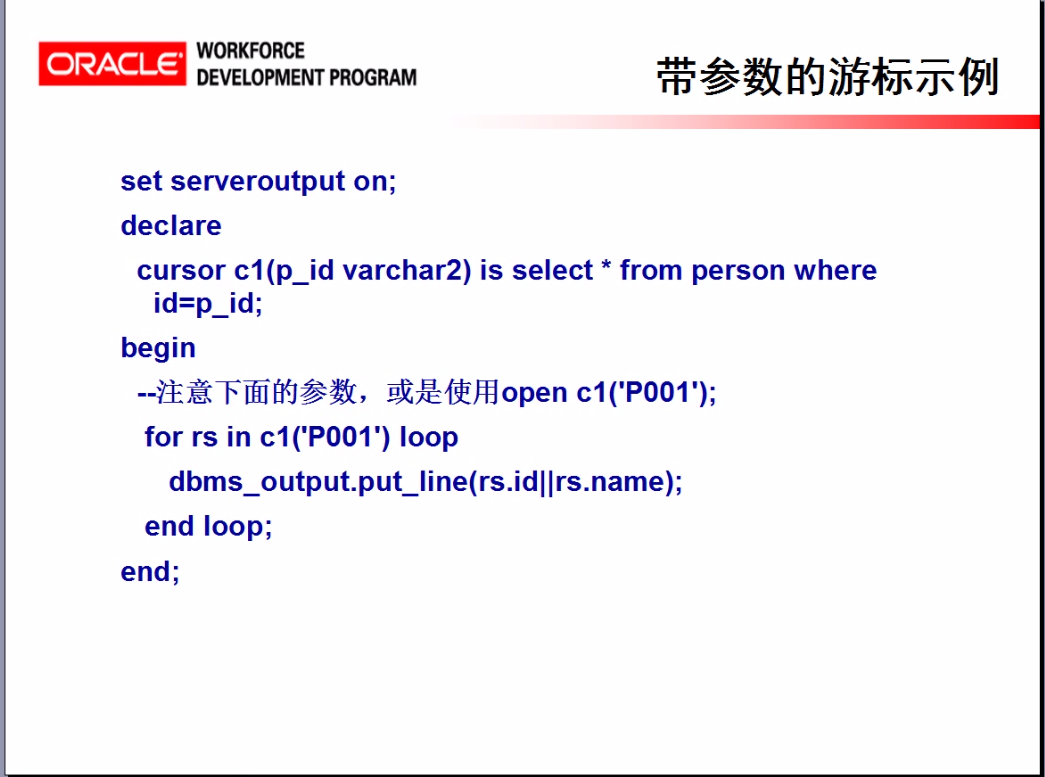 ORACLE
WORKFORCE
DEVELOPMENT PROGRAM
带参数的游标示例
set serveroutput on;
declare
cursor c1(p_id varchar2) is select * from person where
id=p_id;
begin
--注意下面的参数，或是使用open c1('P001');
for rs in c1('P001') loop
dbms_output.put_line(rs.id||rs.name);
end loop;
end;